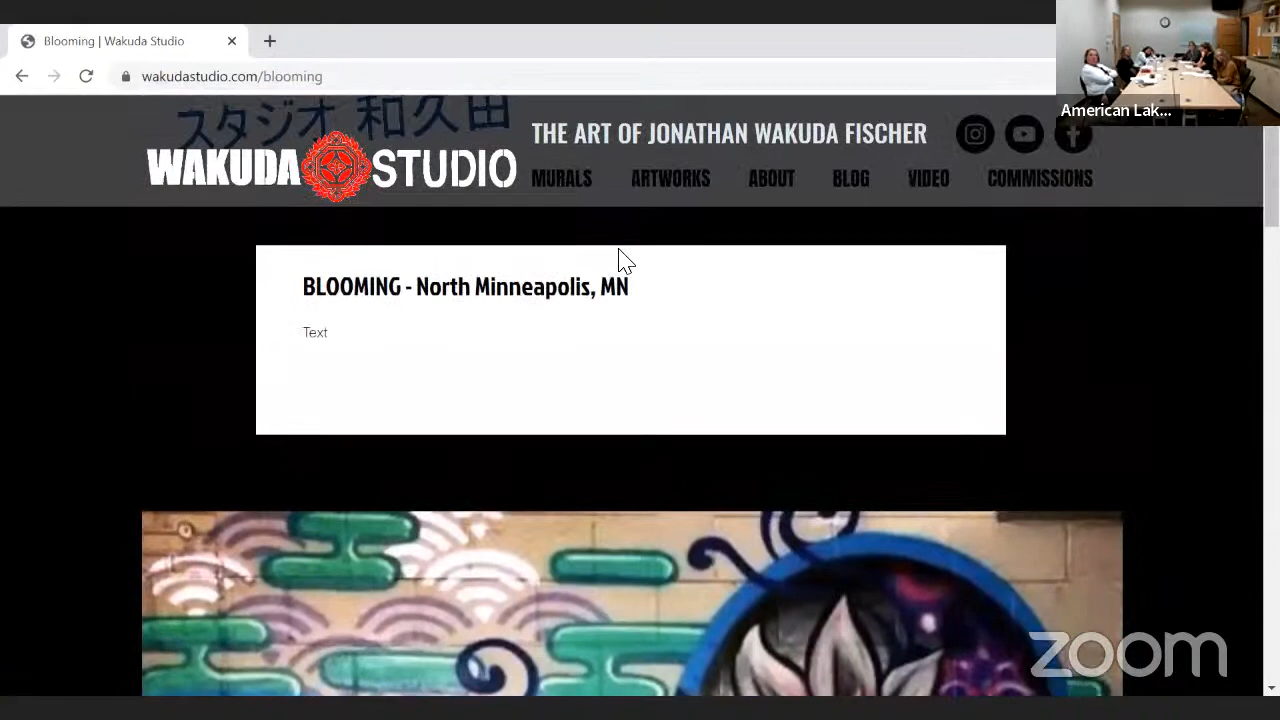 Blooming | Wakuda Studio
wakudastudio.com/blooming
American Lak...
スタジオ 和久田
WAKUDA STUDIO
THE ART OF JONATHAN WAKUDA FISCHER
MURALS ARTWORKS ABOUT BLOG VIDEO COMMISSIONS
BLOOMING - North Minneapolis, MN
Text
zoom